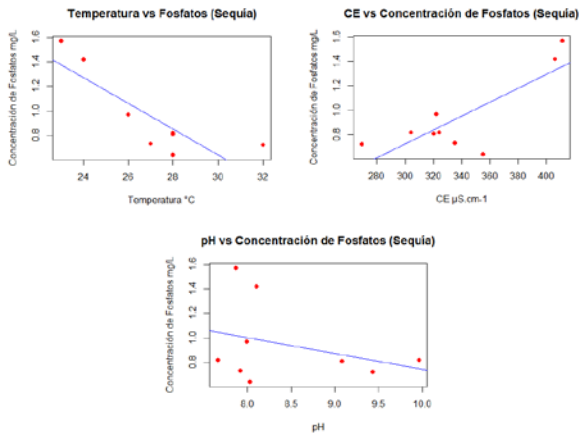 Temperatura vs Fosfatos (Sequía)
Concentración de Fosfatos mg/L
1.6
1.4
1.2
1.0
0.8
24 26 28 30 32
Temperatura °C
CE vs Concentración de Fosfatos (Sequía)
Concentración de Fosfatos mg/L
1.6
1.4
1.2
1.0
0.8
280 300 320 340 360 380 400
CE µS.cm-1
pH vs Concentración de Fosfatos (Sequía)
Concentración de Fosfatos mg/L
1.6
1.4
1.2
1.0
0.8
8.0 8.5 9.0 9.5 10.0
pH